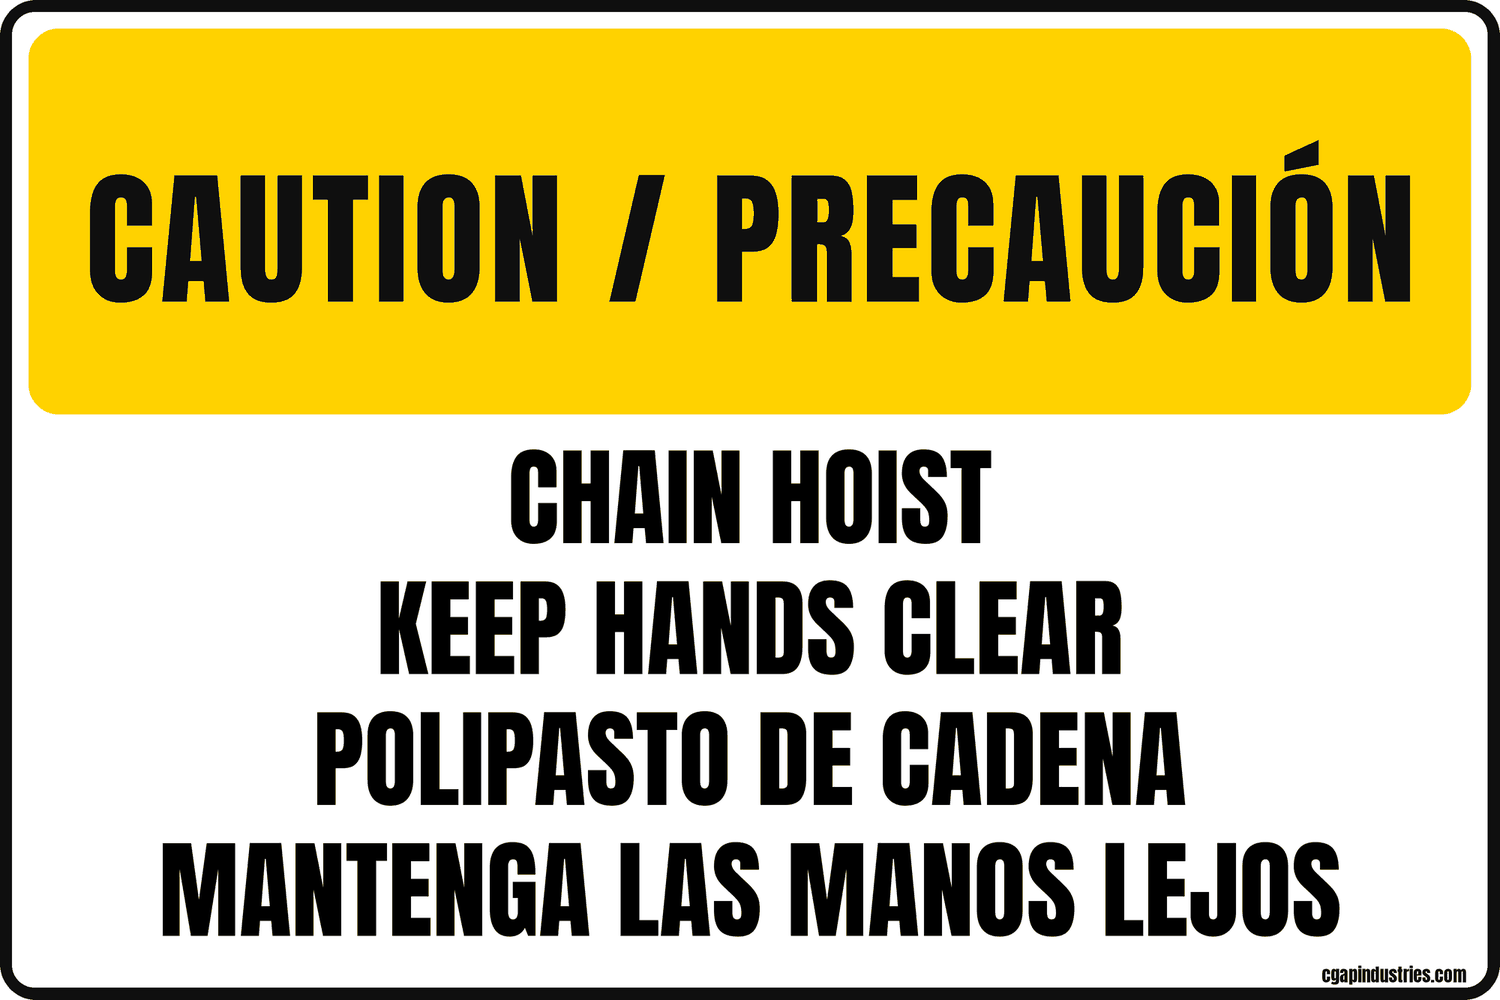 CAUTION / PRECAUCIÓN
CHAIN HOIST
KEEP HANDS CLEAR
POLIPASTO DE CADENA
MANTENGA LAS MANOS LEJOS
cgapindustries.com